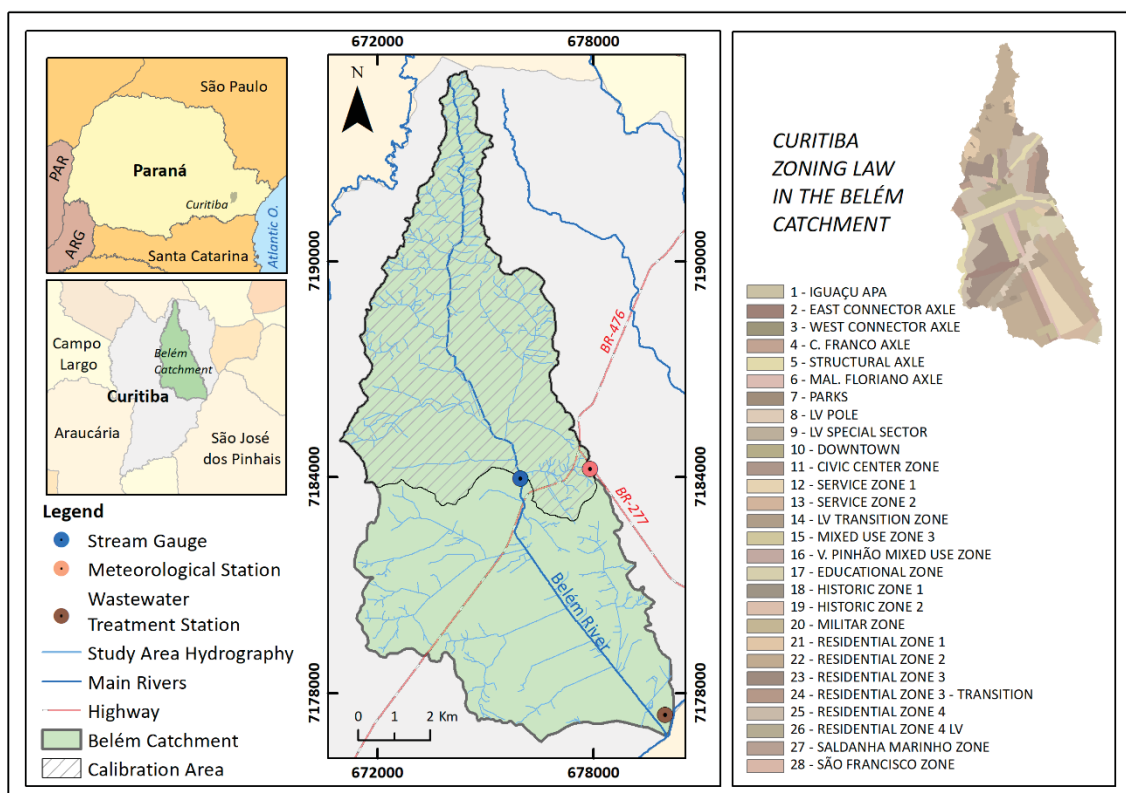 São Paulo
PAR
Paraná
Curitiba
ARG
Atlantic O.
Santa Catarina
Campo
Largo
Belém
Catchment
Curitiba
Araucária
São José
dos Pinhais
Legend
Stream Gauge
Meteorological Station
Wastewater
Treatment Station
Study Area Hydrography
Main Rivers
Highway
Belém Catchment
Calibration Area
672000
678000
N
7190000
7190000
BR-476
7184000
7184000
BR-277
Belém River
7178000
7178000
0 1 2 Km
672000
678000
CURITIBA
ZONING LAW
IN THE BELÉM
CATCHMENT
1 - IGUAÇU APA
2 - EAST CONNECTOR AXLE
3 - WEST CONNECTOR AXLE
4 - C. FRANCO AXLE
5 - STRUCTURAL AXLE
6 - MAL. FLORIANO AXLE
7 - PARKS
8 - LV POLE
9 - LV SPECIAL SECTOR
10 - DOWNTOWN
11 - CIVIC CENTER ZONE
12 - SERVICE ZONE 1
13 - SERVICE ZONE 2
14 - LV TRANSITION ZONE
15 - MIXED USE ZONE 3
16 - V. PINHÃO MIXED USE ZONE
17 - EDUCATIONAL ZONE
18 - HISTORIC ZONE 1
19 - HISTORIC ZONE 2
20 - MILITAR ZONE
21 - RESIDENTIAL ZONE 1
22 - RESIDENTIAL ZONE 2
23 - RESIDENTIAL ZONE 3
24 - RESIDENTIAL ZONE 3 - TRANSITION
25 - RESIDENTIAL ZONE 4
26 - RESIDENTIAL ZONE 4 LV
27 - SALDANHA MARINHO ZONE
28 - SÃO FRANCISCO ZONE